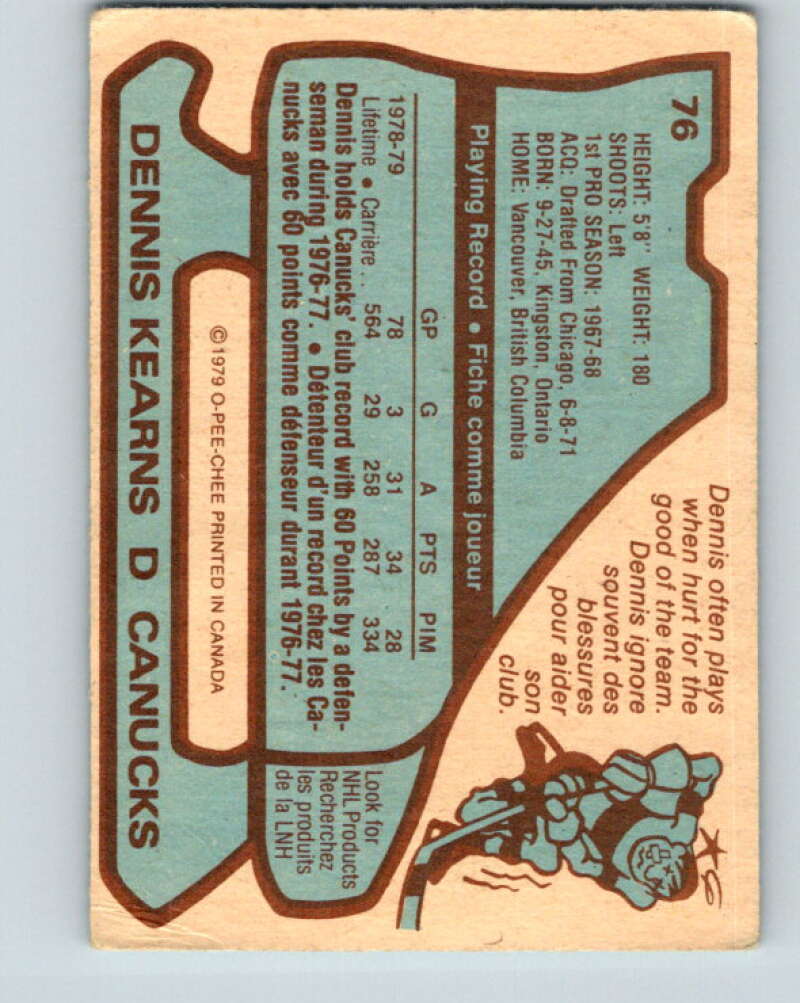 76
HEIGHT: 5'8" WEIGHT: 180
SHOOTS: Left
1st PRO SEASON: 1967-68
ACQ: Drafted From Chicago, 6-8-71
BORN: 9-27-45, Kingston, Ontario
HOME: Vancouver, British Columbia
Dennis often plays
when hurt for the
good of the team.
Dennis ignore
souvent des
blessures
pour aider
son
club.
Playing Record • Fiche comme joueur
GP G A PTS PIM
1978-79 78 3 31 34 28
Lifetime • Carrière . . 564 29 258 287 334
Dennis holds Canucks' club record with 60 Points by a defen-
seman during 1976-77. • Détenteur d'un record chez les Ca-
nucks avec 60 points comme défenseur durant 1976-77.
Look for
NHL Products
Recherchez
les produits
de la LNH
©1979 O-PEE-CHEE PRINTED IN CANADA
DENNIS KEARNS D CANUCKS